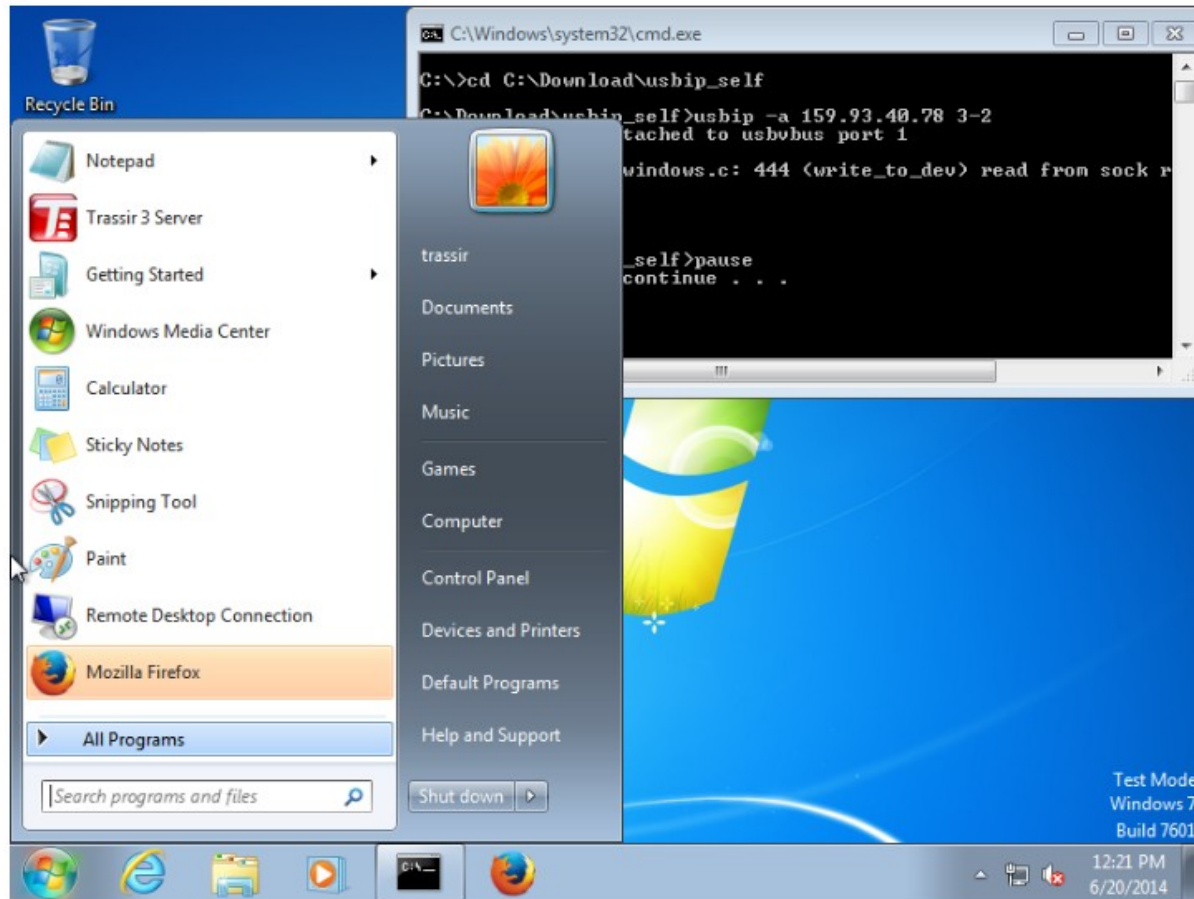 Recycle Bin
C:\Windows\system32\cmd.exe
C:\>cd C:\Download\usbip_self
C:\Download\usbip_self>usbip -a 159.93.40.78 3-2
tached to usbvbus port 1
windows.c: 444 (write_to_dev) read from sock r
_self>pause
continue . . .
Notepad
Trassir 3 Server
Getting Started
Windows Media Center
Calculator
Sticky Notes
Snipping Tool
Paint
Remote Desktop Connection
Mozilla Firefox
All Programs
Search programs and files
trassir
Documents
Pictures
Music
Games
Computer
Control Panel
Devices and Printers
Default Programs
Help and Support
Shut down
Test Mode
Windows 7
Build 7601
12:21 PM
6/20/2014